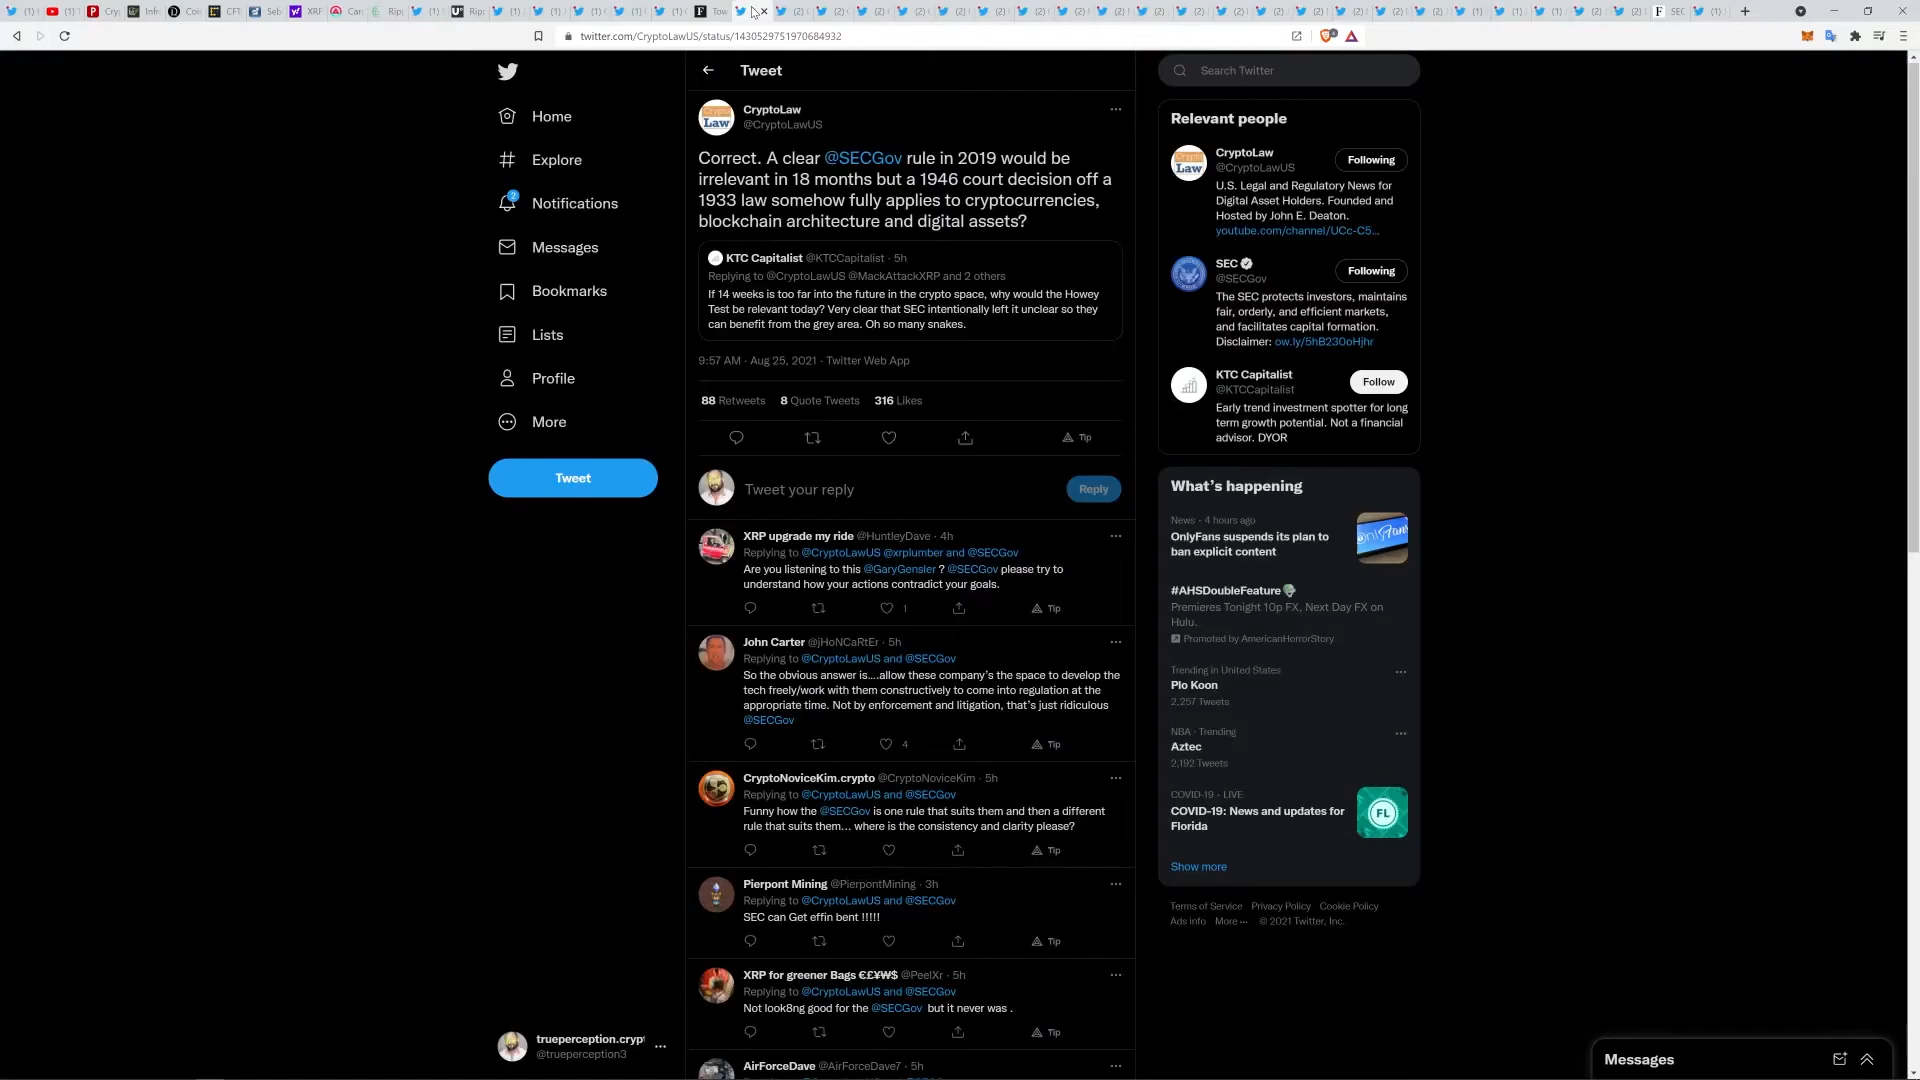 twitter.com/CryptoLawUS/status/1430529751970684932
Home
Explore
2
Notifications
Messages
Bookmarks
Lists
Profile
More
Tweet
trueperception.crypt
@trueperception3
Tweet
CryptoLaw
@CryptoLawUS
Correct. A clear @SECGov rule in 2019 would be
irrelevant in 18 months but a 1946 court decision off a
1933 law somehow fully applies to cryptocurrencies,
blockchain architecture and digital assets?
KTC Capitalist @KTCCapitalist · 5h
Replying to @CryptoLawUS @MackAttackXRP and 2 others
If 14 weeks is too far into the future in the crypto space, why would the Howey
Test be relevant today? Very clear that SEC intentionally left it unclear so they
can benefit from the grey area. Oh so many snakes.
9:57 AM · Aug 25, 2021 · Twitter Web App
88 Retweets 8 Quote Tweets 316 Likes
Tip
Tweet your reply
Reply
XRP upgrade my ride @HuntleyDave · 4h
Replying to @CryptoLawUS @xrplumber and @SECGov
Are you listening to this @GaryGensler ? @SECGov please try to
understand how your actions contradict your goals.
1 Tip
John Carter @jHoNCaRtEr · 5h
Replying to @CryptoLawUS and @SECGov
So the obvious answer is....allow these company's the space to develop the
tech freely/work with them constructively to come into regulation at the
appropriate time. Not by enforcement and litigation, that's just ridiculous
@SECGov
4 Tip
CryptoNoviceKim.crypto @CryptoNoviceKim · 5h
Replying to @CryptoLawUS and @SECGov
Funny how the @SECGov is one rule that suits them and then a different
rule that suits them... where is the consistency and clarity please?
Tip
Pierpont Mining @PierpontMining · 3h
Replying to @CryptoLawUS and @SECGov
SEC can Get effin bent !!!!!
Tip
XRP for greener Bags €£¥₩$ @PeelXr · 5h
Replying to @CryptoLawUS and @SECGov
Not look8ng good for the @SECGov but it never was .
Tip
AirForceDave @AirForceDave7 · 5h
Search Twitter
Relevant people
CryptoLaw
@CryptoLawUS
Following
U.S. Legal and Regulatory News for
Digital Asset Holders. Founded and
Hosted by John E. Deaton.
youtube.com/channel/UCc-C5...
SEC
@SECGov
Following
The SEC protects investors, maintains
fair, orderly, and efficient markets,
and facilitates capital formation.
Disclaimer: ow.ly/5hB230oHjhr
KTC Capitalist
@KTCCapitalist
Follow
Early trend investment spotter for long
term growth potential. Not a financial
advisor. DYOR
What's happening
News · 4 hours ago
OnlyFans suspends its plan to
ban explicit content
#AHSDoubleFeature
Premieres Tonight 10p FX, Next Day FX on
Hulu.
Promoted by AmericanHorrorStory
Trending in United States
Plo Koon
2,257 Tweets
NBA · Trending
Aztec
2,192 Tweets
COVID-19 · LIVE
COVID-19: News and updates for
Florida
FL
Show more
Terms of Service Privacy Policy Cookie Policy
Ads info More ··· © 2021 Twitter, Inc.
Messages